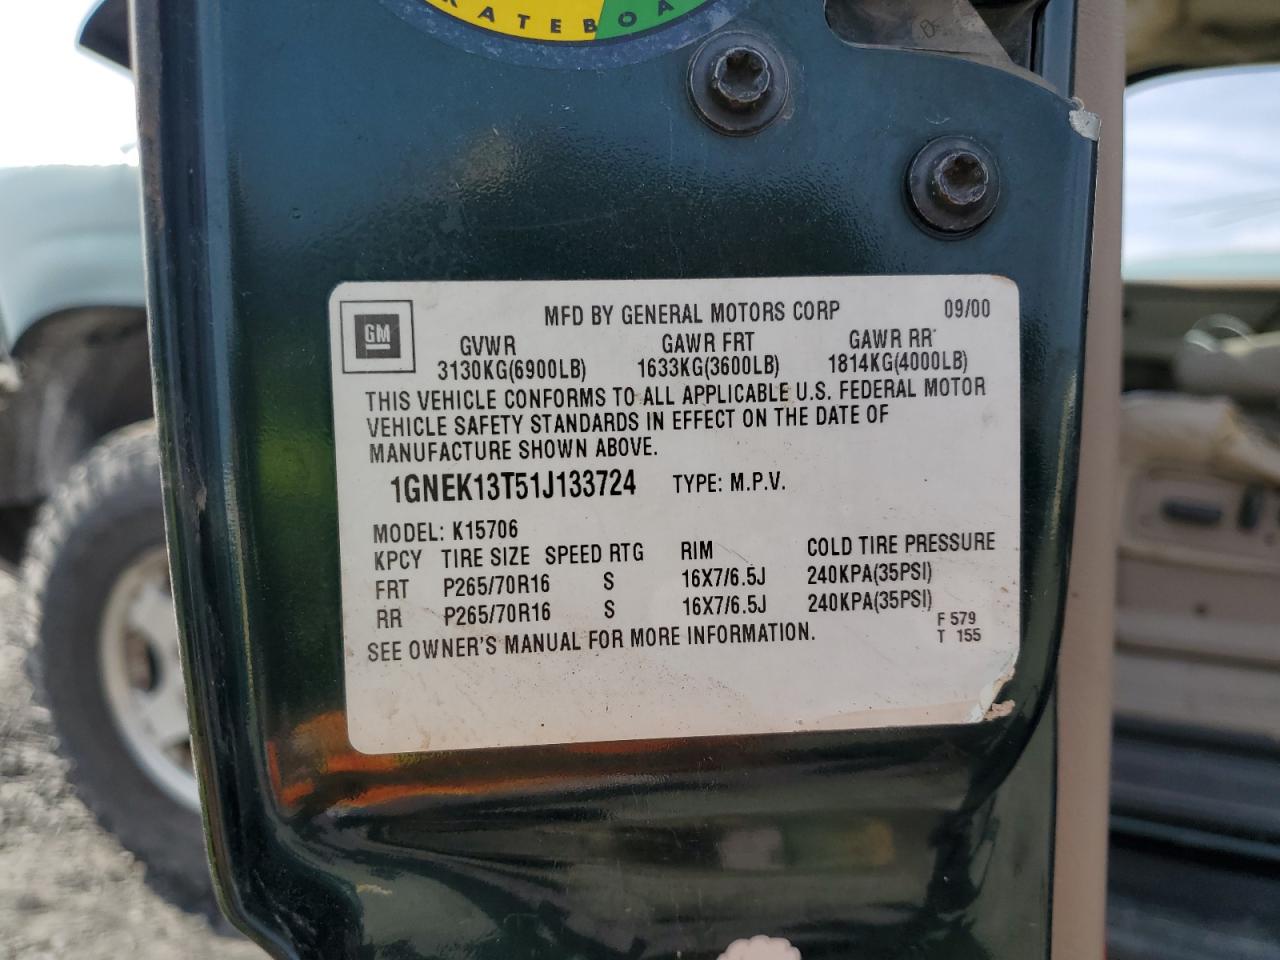 KATEBOA
GM
MFD BY GENERAL MOTORS CORP 09/00
GVWR GAWR FRT GAWR RR
3130KG(6900LB) 1633KG(3600LB) 1814KG(4000LB)
THIS VEHICLE CONFORMS TO ALL APPLICABLE U.S. FEDERAL MOTOR
VEHICLE SAFETY STANDARDS IN EFFECT ON THE DATE OF
MANUFACTURE SHOWN ABOVE.
1GNEK13T51J133724 TYPE: M.P.V.
MODEL: K15706
KPCY TIRE SIZE SPEED RTG RIM COLD TIRE PRESSURE
FRT P265/70R16 S 16X7/6.5J 240KPA(35PSI)
RR P265/70R16 S 16X7/6.5J 240KPA(35PSI)
F 579
SEE OWNER'S MANUAL FOR MORE INFORMATION. T 155